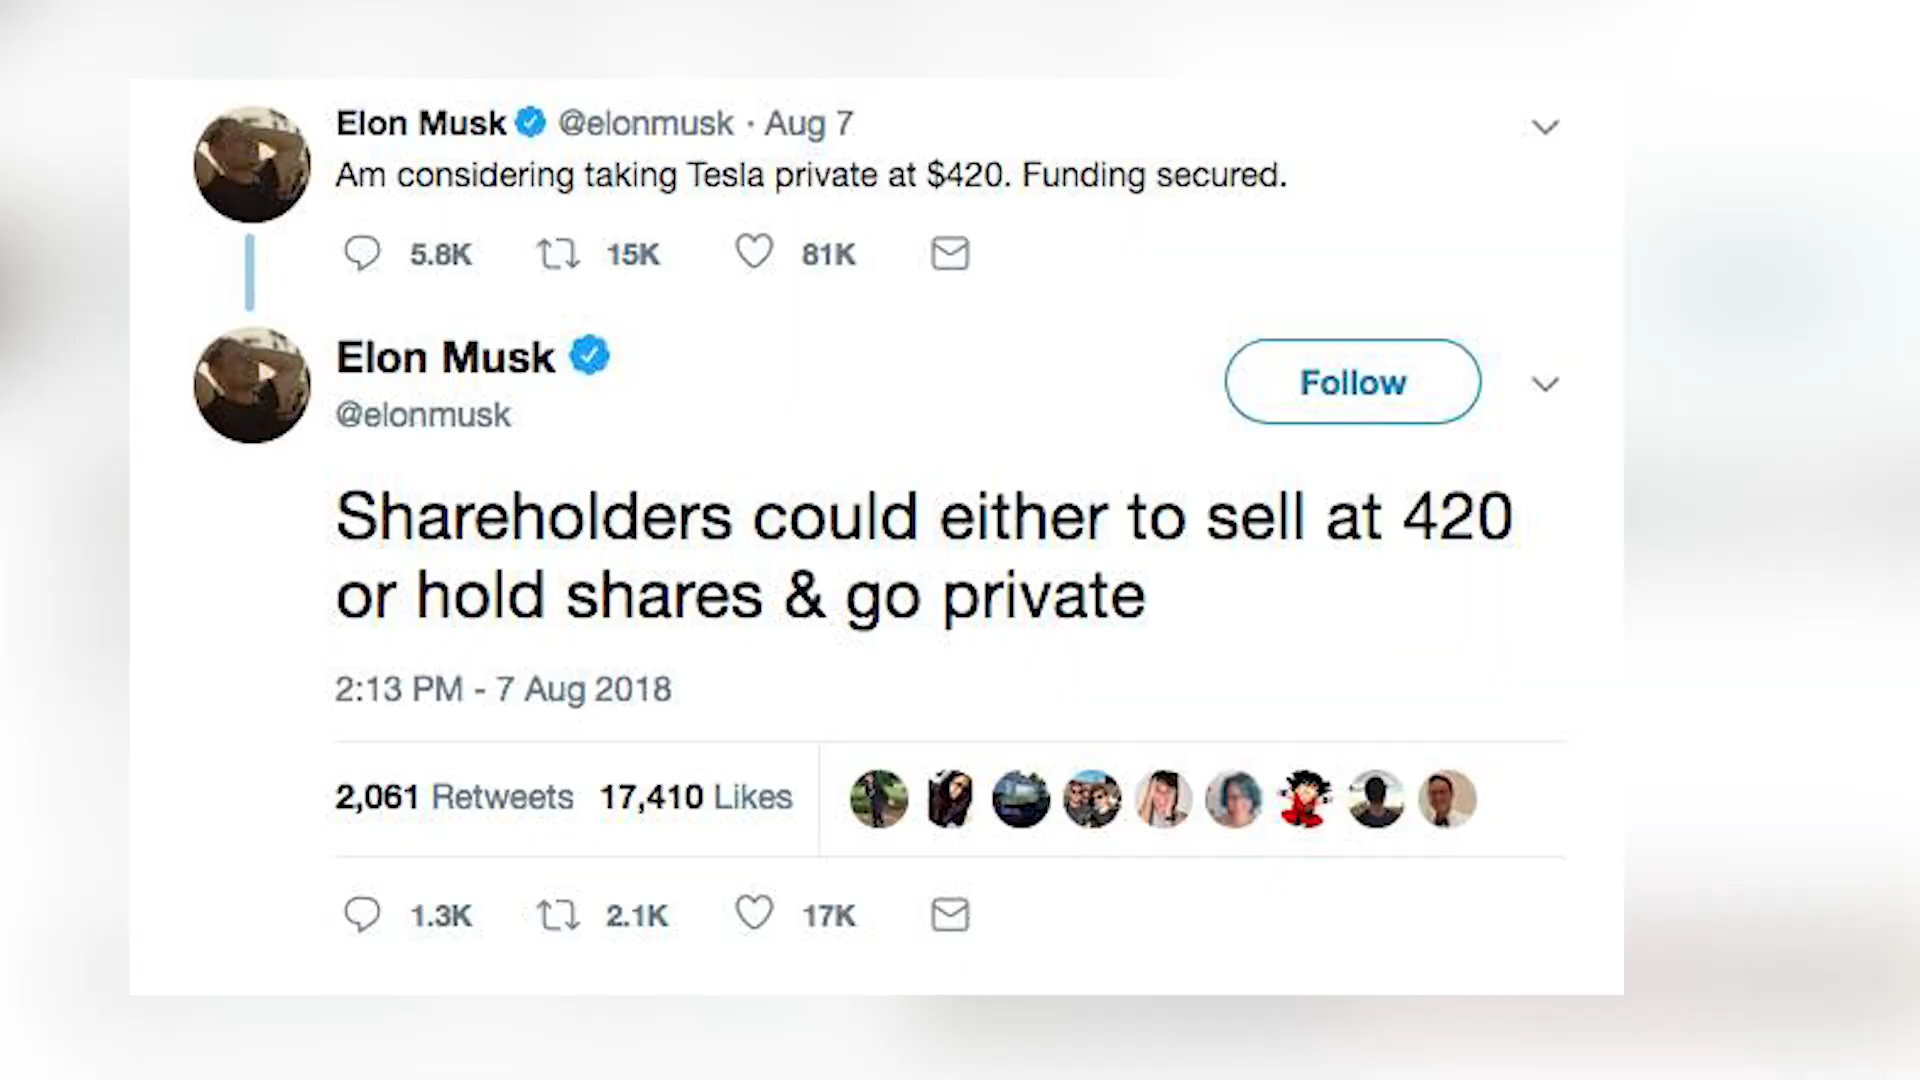 Elon Musk @elonmusk · Aug 7
Am considering taking Tesla private at $420. Funding secured.
5.8K 15K 81K
Elon Musk
@elonmusk
Follow
Shareholders could either to sell at 420
or hold shares & go private
2:13 PM - 7 Aug 2018
2,061 Retweets 17,410 Likes
1.3K 2.1K 17K